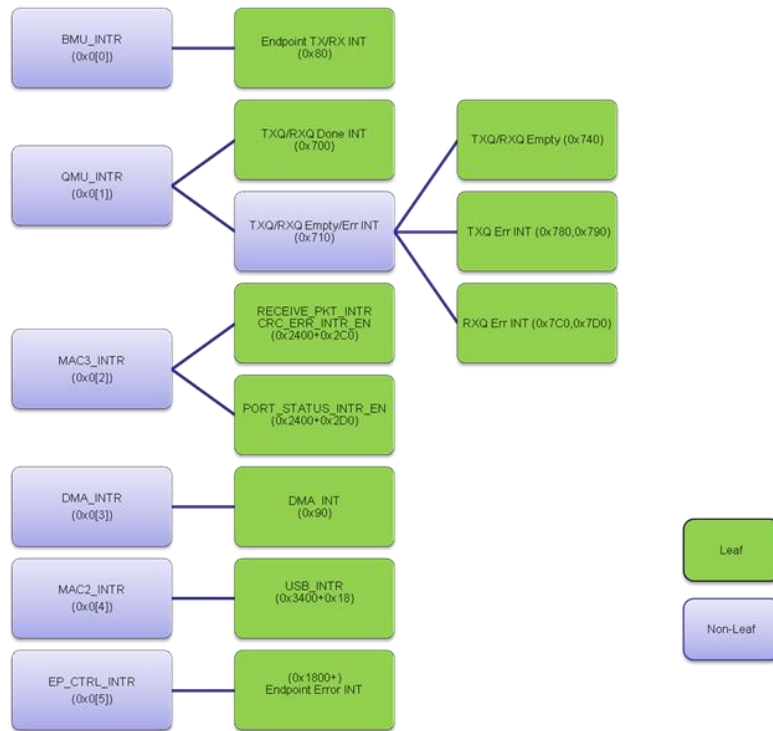 BMU_INTR
(0x0[0])
Endpoint TX/RX INT
(0x80)
QMU_INTR
(0x0[1])
TXQ/RXQ Done INT
(0x700)
TXQ/RXQ Empty/Err INT
(0x710)
TXQ/RXQ Empty (0x740)
TXQ Err INT (0x780,0x790)
RXQ Err INT (0x7C0,0x7D0)
MAC3_INTR
(0x0[2])
RECEIVE_PKT_INTR
CRC_ERR_INTR_EN
(0x2400+0x2C0)
PORT_STATUS_INTR_EN
(0x2400+0x2D0)
DMA_INTR
(0x0[3])
DMA INT
(0x90)
MAC2_INTR
(0x0[4])
USB_INTR
(0x3400+0x18)
EP_CTRL_INTR
(0x0[5])
(0x1800+)
Endpoint Error INT
Leaf
Non-Leaf